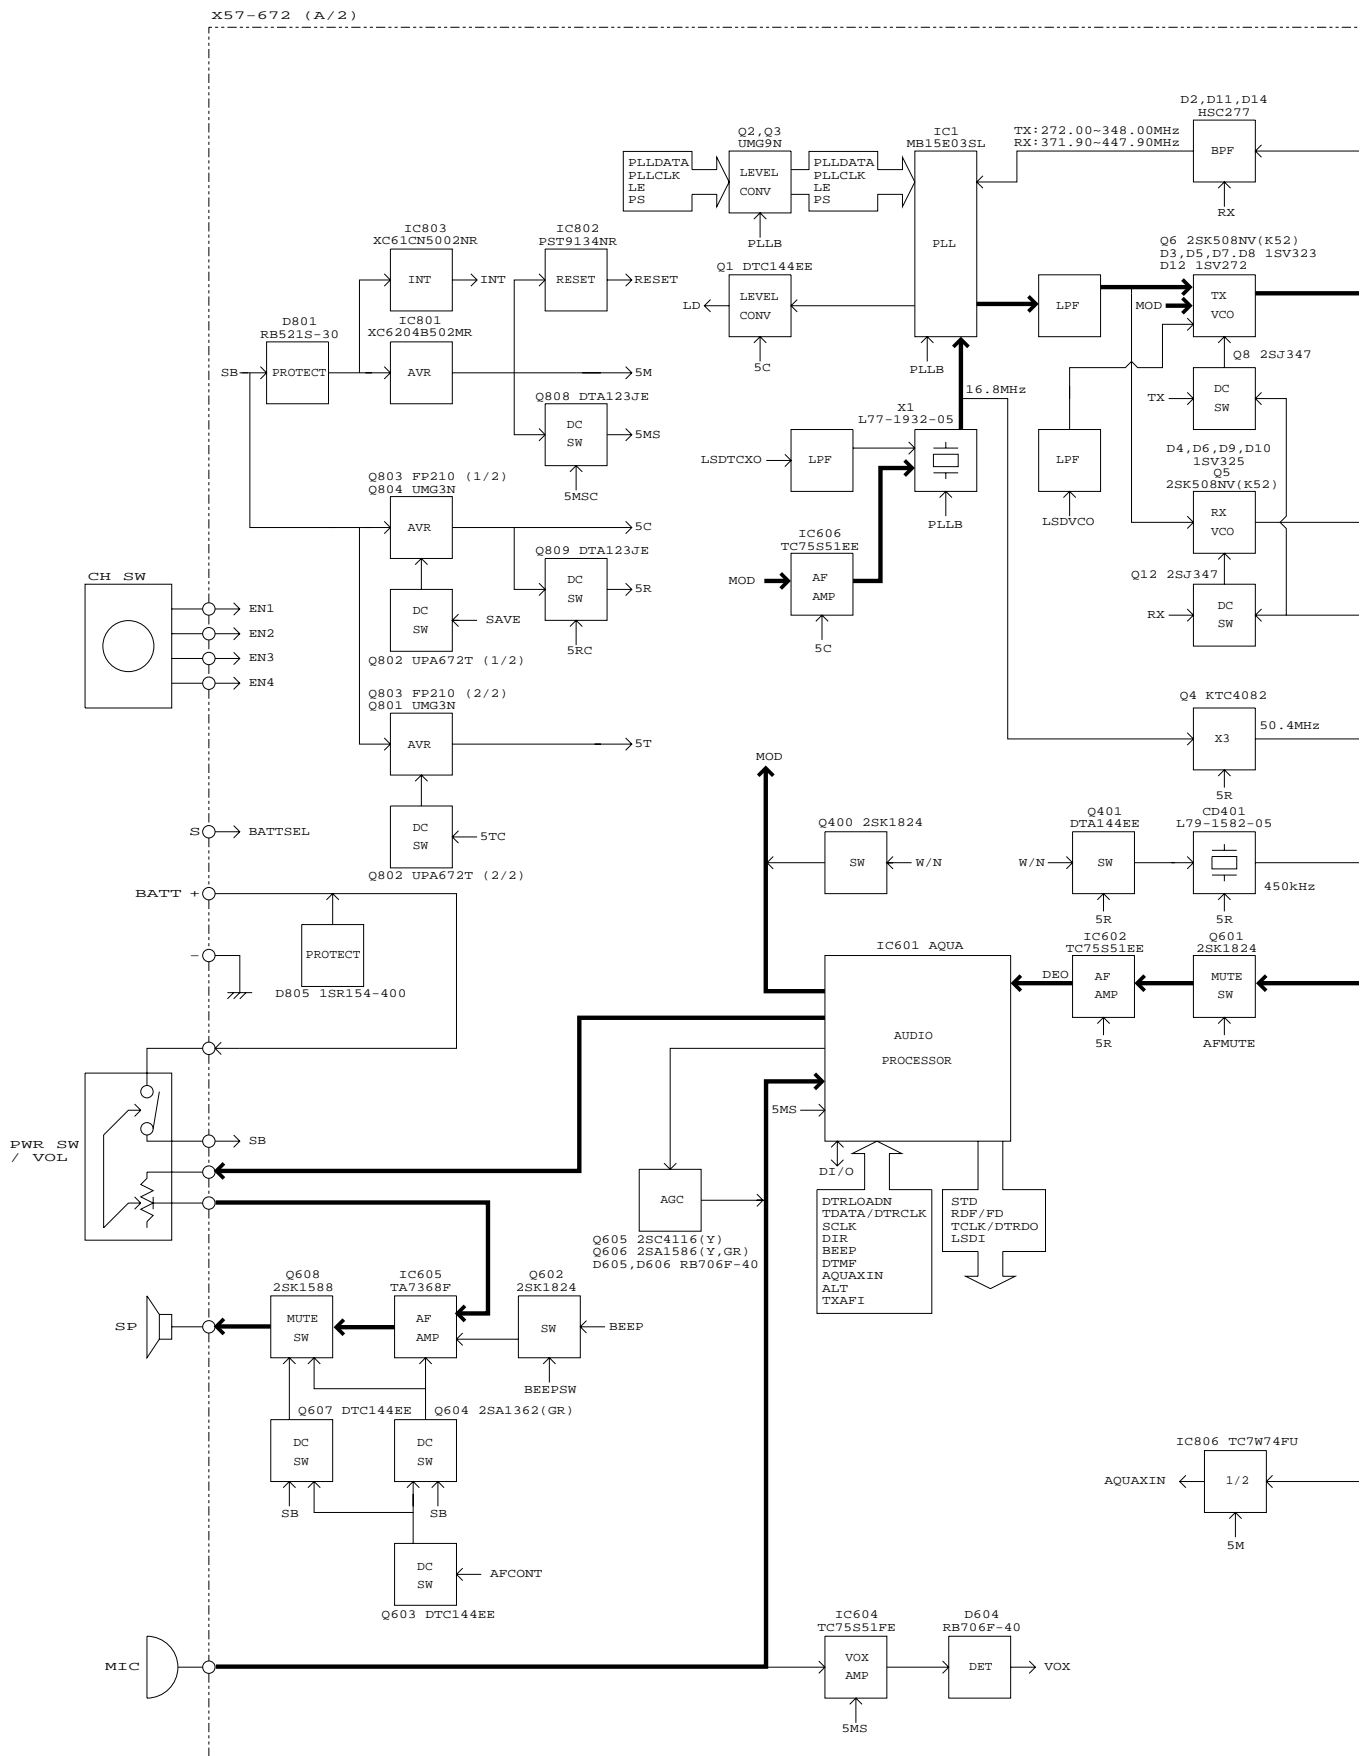 X57-672 (A/2)
D2,D11,D14
HSC277
BPF
RX
TX:272.00~348.00MHz
RX:371.90~447.90MHz
IC1
MB15E03SL
PLL
PLLB
Q2,Q3
UMG9N
PLLDATA
PLLCLK
LE
PS
LEVEL
CONV
PLLDATA
PLLCLK
LE
PS
PLLB
Q1 DTC144EE
LD
LEVEL
CONV
5C
IC803
XC61CN5002NR
INT
INT
IC802
PST9134NR
RESET
RESET
D801
RB521S-30
SB
PROTECT
IC801
XC6204B502MR
AVR
5M
Q808 DTA123JE
DC
SW
5MS
5MSC
Q6 2SK508NV(K52)
D3,D5,D7.D8 1SV323
D12 1SV272
LPF
MOD
TX
VCO
Q8 2SJ347
TX
DC
SW
16.8MHz
X1
L77-1932-05
LSDTCXO
LPF
PLLB
LPF
LSDVCO
D4,D6,D9,D10
1SV325
Q5
2SK508NV(K52)
RX
VCO
Q12 2SJ347
RX
DC
SW
Q803 FP210 (1/2)
Q804 UMG3N
AVR
5C
Q809 DTA123JE
DC
SW
5R
5RC
DC
SW
SAVE
Q802 UPA672T (1/2)
IC606
TC75S51EE
MOD
AF
AMP
5C
CH SW
EN1
EN2
EN3
EN4
Q803 FP210 (2/2)
Q801 UMG3N
AVR
5T
DC
SW
5TC
Q802 UPA672T (2/2)
Q4 KTC4082
X3
50.4MHz
5R
S
BATTSEL
BATT +
PROTECT
-
D805 1SR154-400
MOD
Q400 2SK1824
SW
W/N
Q401
DTA144EE
W/N
SW
5R
CD401
L79-1582-05
450kHz
5R
IC601 AQUA
AUDIO
PROCESSOR
DEO
IC602
TC75S51EE
AF
AMP
5R
Q601
2SK1824
MUTE
SW
AFMUTE
5MS
DI/O
PWR SW
/ VOL
SB
AGC
Q605 2SC4116(Y)
Q606 2SA1586(Y,GR)
D605,D606 RB706F-40
DTRLOADN
TDATA/DTRCLK
SCLK
DIR
BEEP
DTMF
AQUAXIN
ALT
TXAFI
STD
RDF/FD
TCLK/DTRDO
LSDI
SP
Q608
2SK1588
MUTE
SW
IC605
TA7368F
AF
AMP
Q602
2SK1824
SW
BEEP
BEEPSW
Q607 DTC144EE
DC
SW
SB
Q604 2SA1362(GR)
DC
SW
SB
DC
SW
AFCONT
Q603 DTC144EE
IC806 TC7W74FU
AQUAXIN
1/2
5M
MIC
IC604
TC75S51FE
VOX
AMP
5MS
D604
RB706F-40
DET
VOX